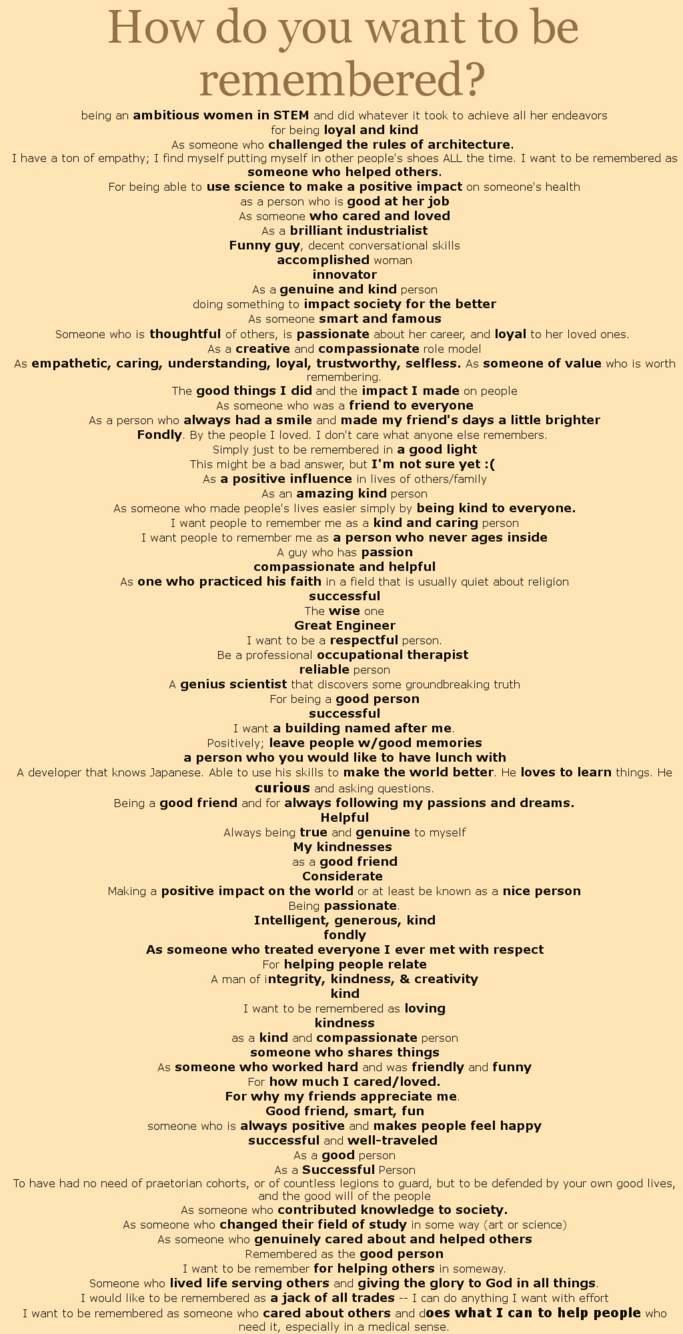 How do you want to be
remembered?
being an ambitious women in STEM and did whatever it took to achieve all her endeavors
for being loyal and kind
As someone who challenged the rules of architecture.
I have a ton of empathy; I find myself putting myself in other people's shoes ALL the time. I want to be remembered as
someone who helped others.
For being able to use science to make a positive impact on someone's health
as a person who is good at her job
As someone who cared and loved
As a brilliant industrialist
Funny guy, decent conversational skills
accomplished woman
innovator
As a genuine and kind person
doing something to impact society for the better
As someone smart and famous
Someone who is thoughtful of others, is passionate about her career, and loyal to her loved ones.
As a creative and compassionate role model
As empathetic, caring, understanding, loyal, trustworthy, selfless. As someone of value who is worth
remembering.
The good things I did and the impact I made on people
As someone who was a friend to everyone
As a person who always had a smile and made my friend's days a little brighter
Fondly. By the people I loved. I don't care what anyone else remembers.
Simply just to be remembered in a good light
This might be a bad answer, but I'm not sure yet :(
As a positive influence in lives of others/family
As an amazing kind person
As someone who made people's lives easier simply by being kind to everyone.
I want people to remember me as a kind and caring person
I want people to remember me as a person who never ages inside
A guy who has passion
compassionate and helpful
As one who practiced his faith in a field that is usually quiet about religion
successful
The wise one
Great Engineer
I want to be a respectful person.
Be a professional occupational therapist
reliable person
A genius scientist that discovers some groundbreaking truth
For being a good person
successful
I want a building named after me.
Positively; leave people w/good memories
a person who you would like to have lunch with
A developer that knows Japanese. Able to use his skills to make the world better. He loves to learn things. He
curious and asking questions.
Being a good friend and for always following my passions and dreams.
Helpful
Always being true and genuine to myself
My kindnesses
as a good friend
Considerate
Making a positive impact on the world or at least be known as a nice person
Being passionate.
Intelligent, generous, kind
fondly
As someone who treated everyone I ever met with respect
For helping people relate
A man of integrity, kindness, & creativity
kind
I want to be remembered as loving
kindness
as a kind and compassionate person
someone who shares things
As someone who worked hard and was friendly and funny
For how much I cared/loved.
For why my friends appreciate me.
Good friend, smart, fun
someone who is always positive and makes people feel happy
successful and well-traveled
As a good person
As a Successful Person
To have had no need of praetorian cohorts, or of countless legions to guard, but to be defended by your own good lives,
and the good will of the people
As someone who contributed knowledge to society.
As someone who changed their field of study in some way (art or science)
As someone who genuinely cared about and helped others
Remembered as the good person
I want to be remember for helping others in someway.
Someone who lived life serving others and giving the glory to God in all things.
I would like to be remembered as a jack of all trades -- I can do anything I want with effort
I want to be remembered as someone who cared about others and does what I can to help people who
need it, especially in a medical sense.